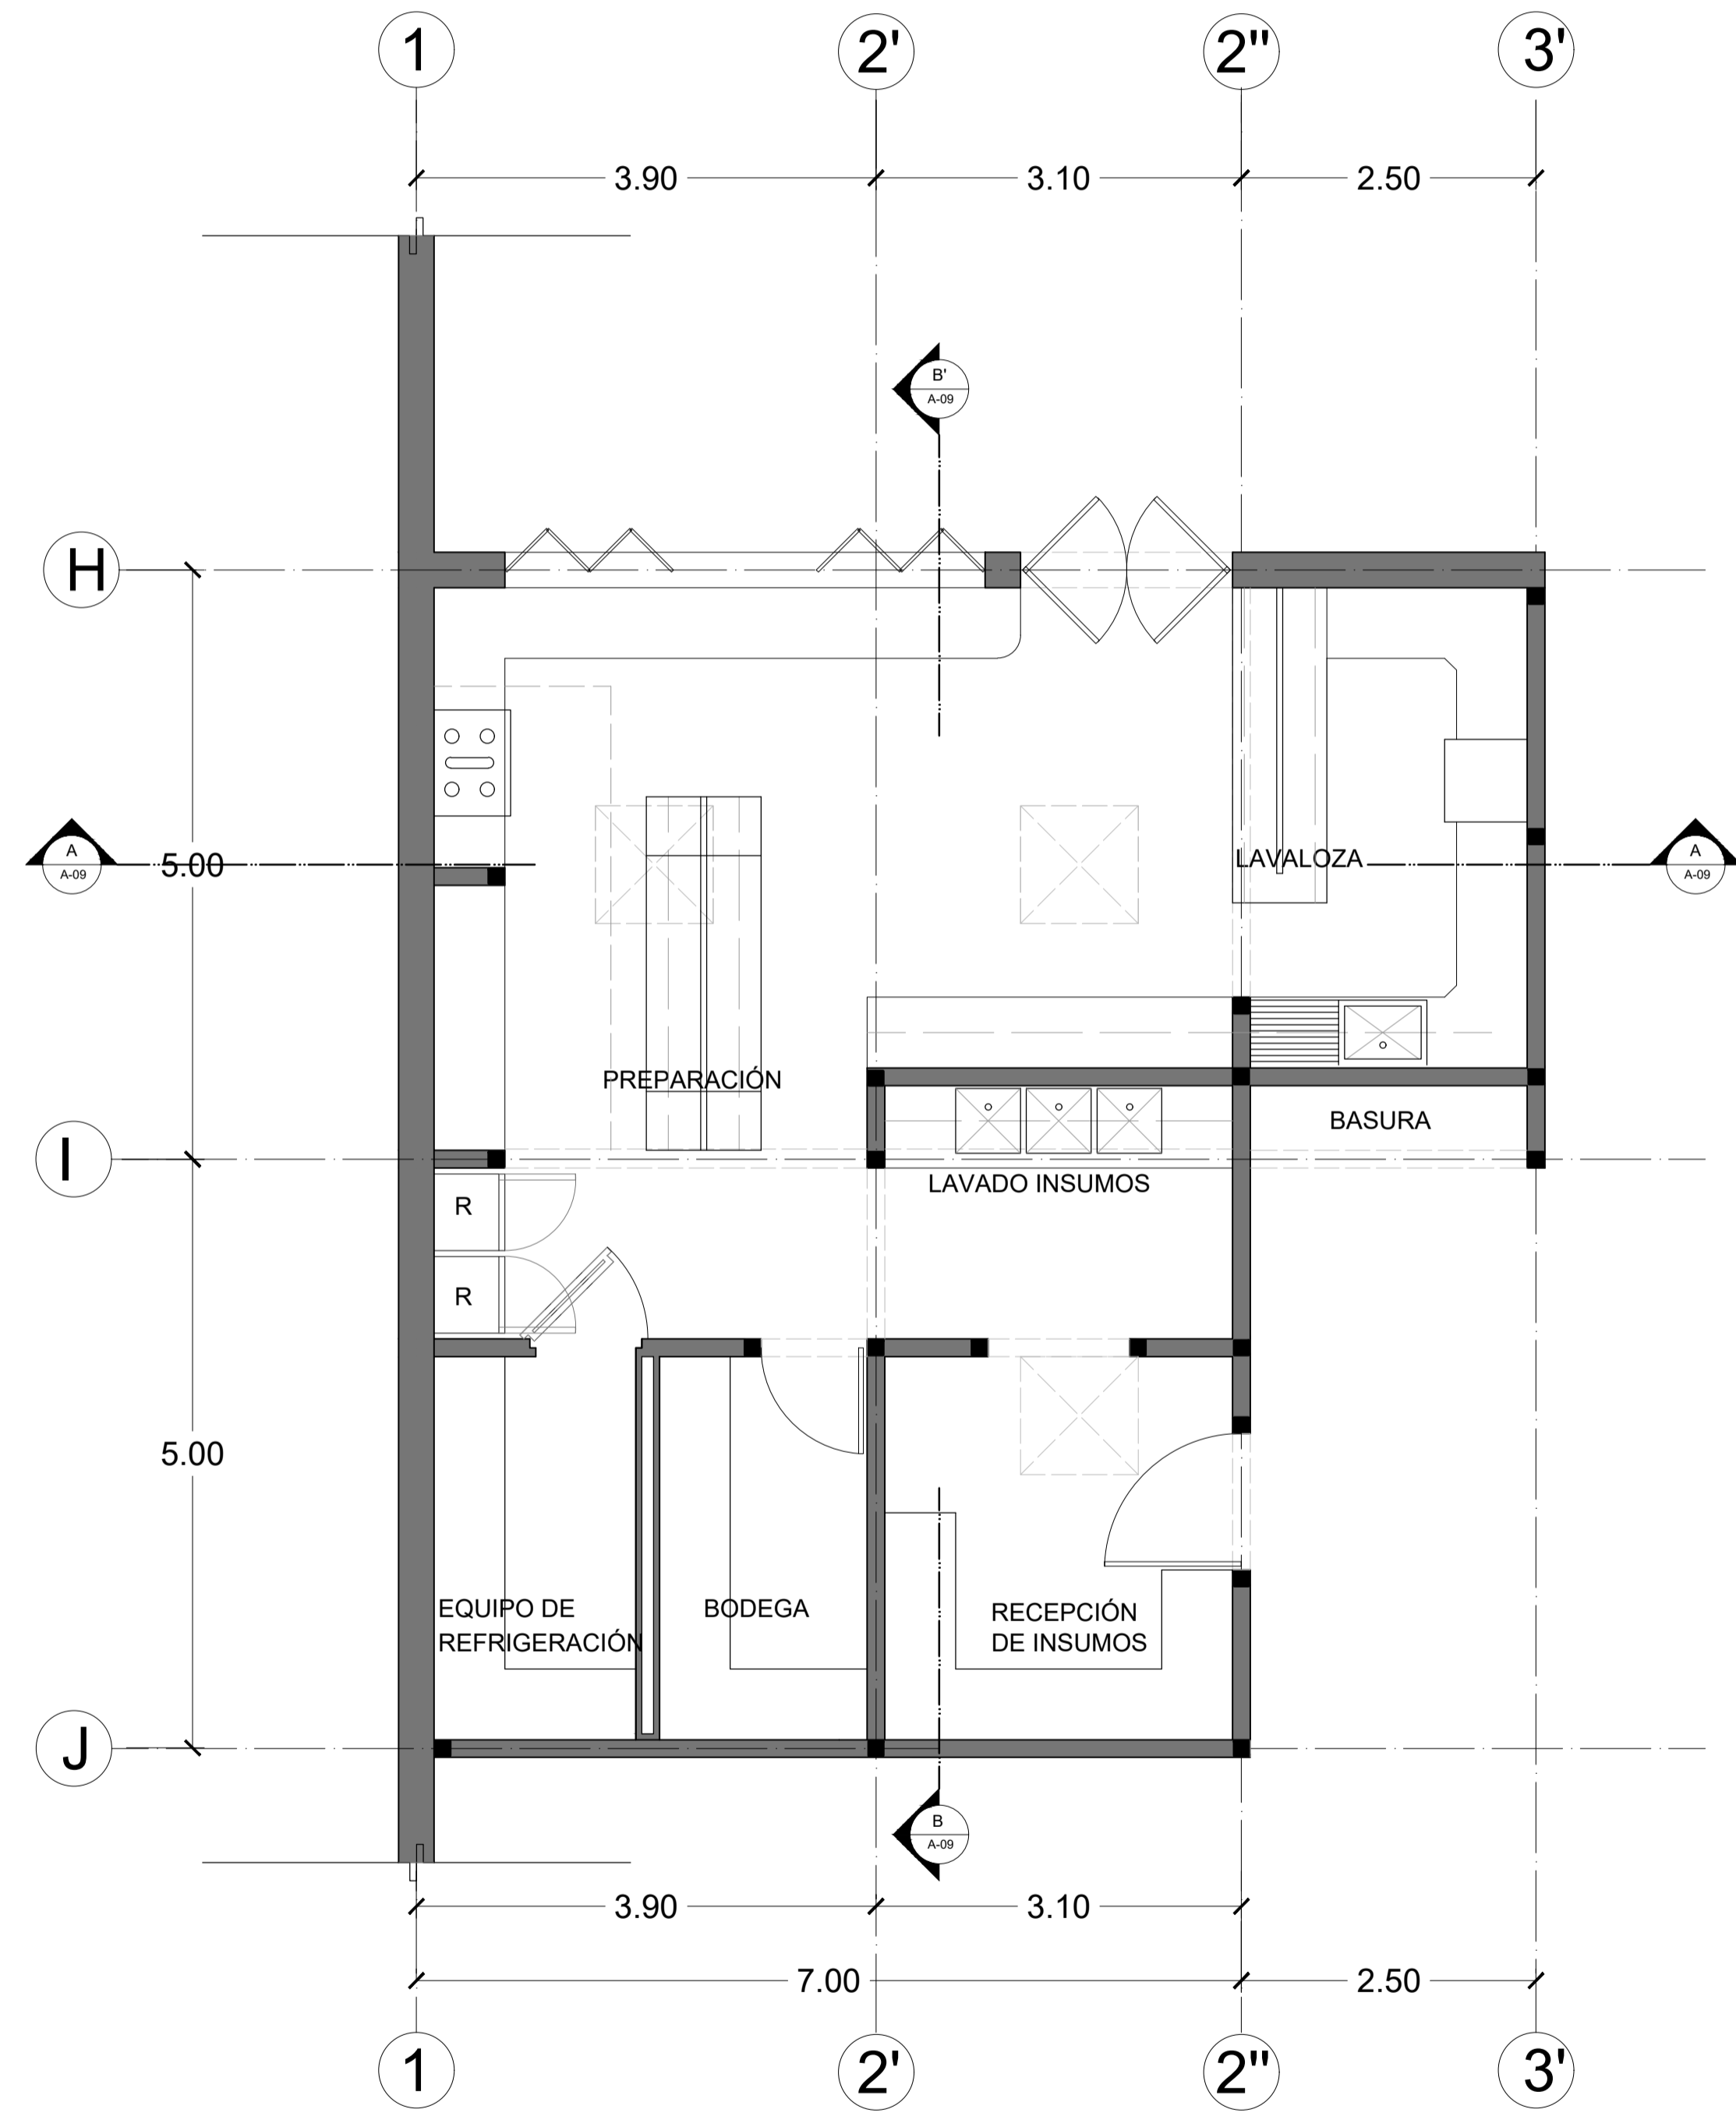 1
2'
2"
3'
3.90
3.10
2.50
B'
A-09
H
A
A-09
5.00
LAVALOZA
A
A-09
PREPARACIÓN
BASURA
I
LAVADO INSUMOS
R
R
5.00
EQUIPO DE
REFRIGERACIÓN
BODEGA
RECEPCIÓN
DE INSUMOS
J
B
A-09
3.90
3.10
7.00
2.50
1
2'
2"
3'